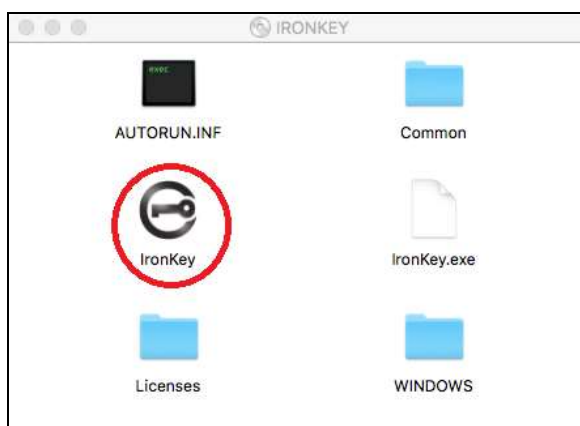 IRONKEY
AUTORUN.INF
Common
IronKey
IronKey.exe
Licenses
WINDOWS